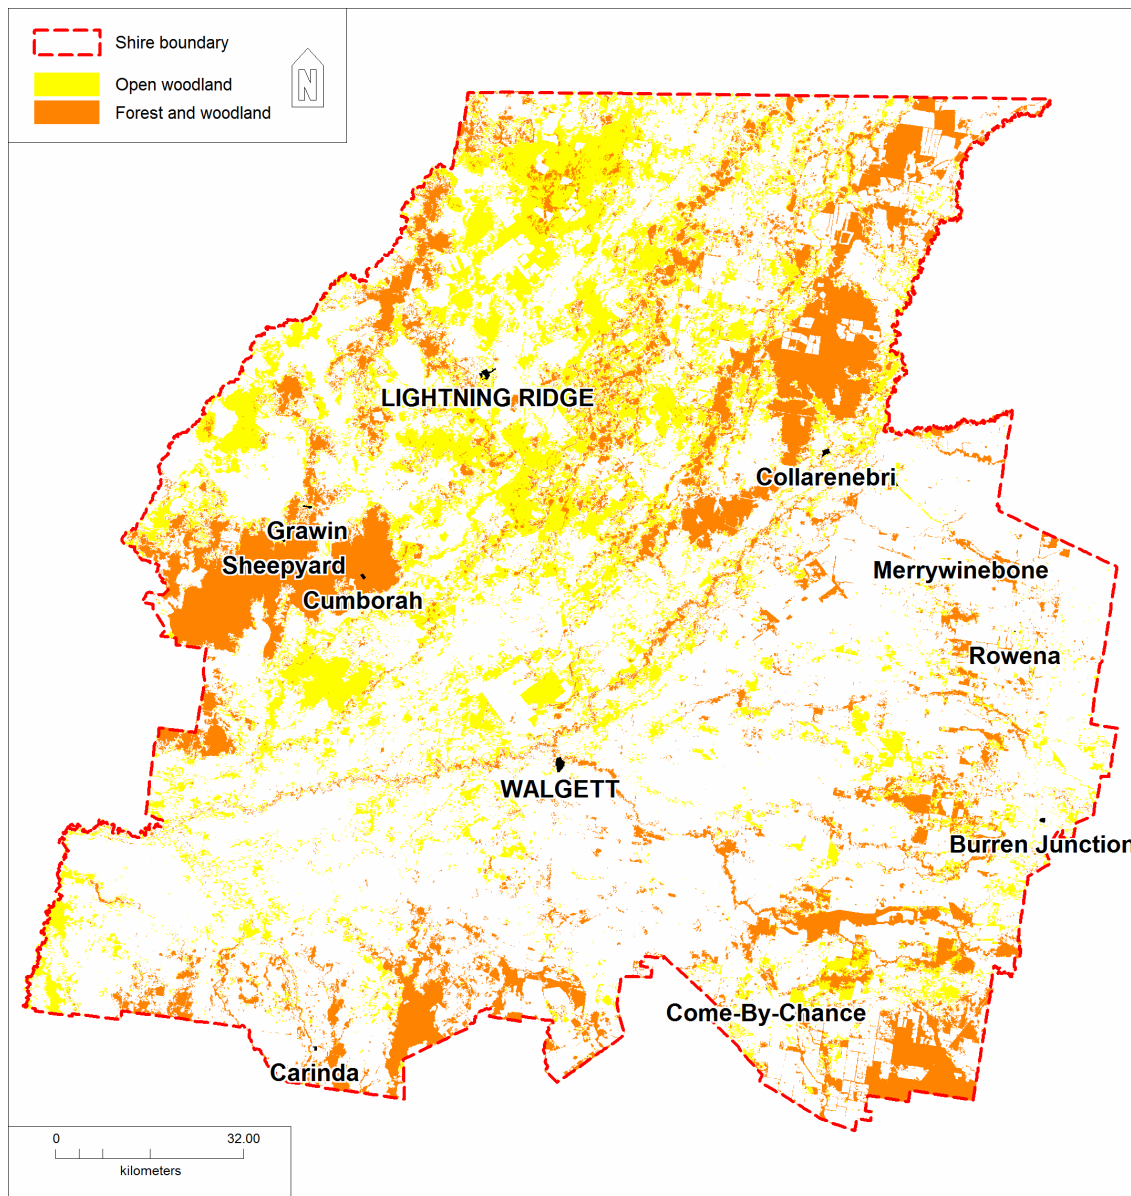 Shire boundary
Open woodland
Forest and woodland
N
LIGHTNING RIDGE
Collarenebri
Grawin
Sheepyard
Merrywinebone
Cumborah
Rowena
WALGETT
Burren Junction
Come-By-Chance
Carinda
0 32.00
kilometers